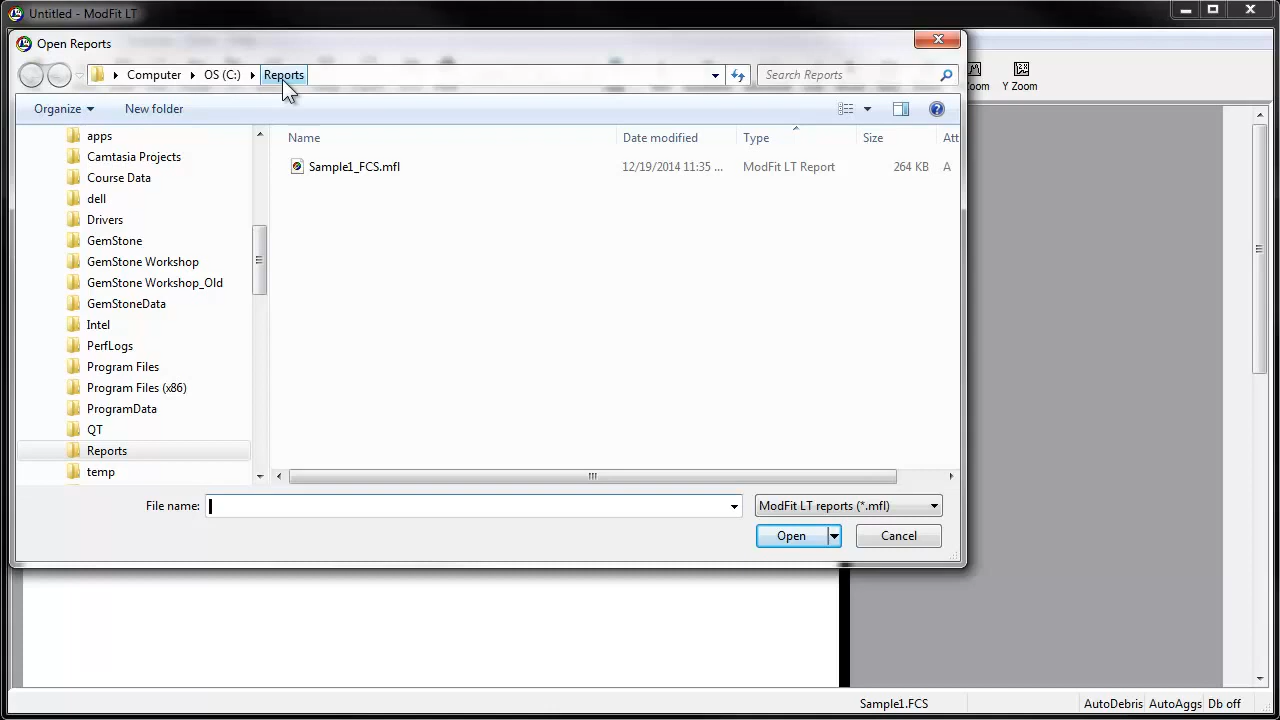 Untitled - ModFit LT
Open Reports
Computer OS (C:) Reports
Search Reports
Organize New folder
Zoom Y Zoom
Name Date modified Type Size Att
apps
Camtasia Projects
Course Data
dell
Drivers
GemStone
GemStone Workshop
GemStone Workshop_Old
GemStoneData
Intel
PerfLogs
Program Files
Program Files (x86)
ProgramData
QT
Reports
temp
Sample1_FCS.mfl 12/19/2014 11:35 ... ModFit LT Report 264 KB A
File name: ModFit LT reports (*.mfl)
Open Cancel
Sample1.FCS AutoDebris AutoAggs Db off